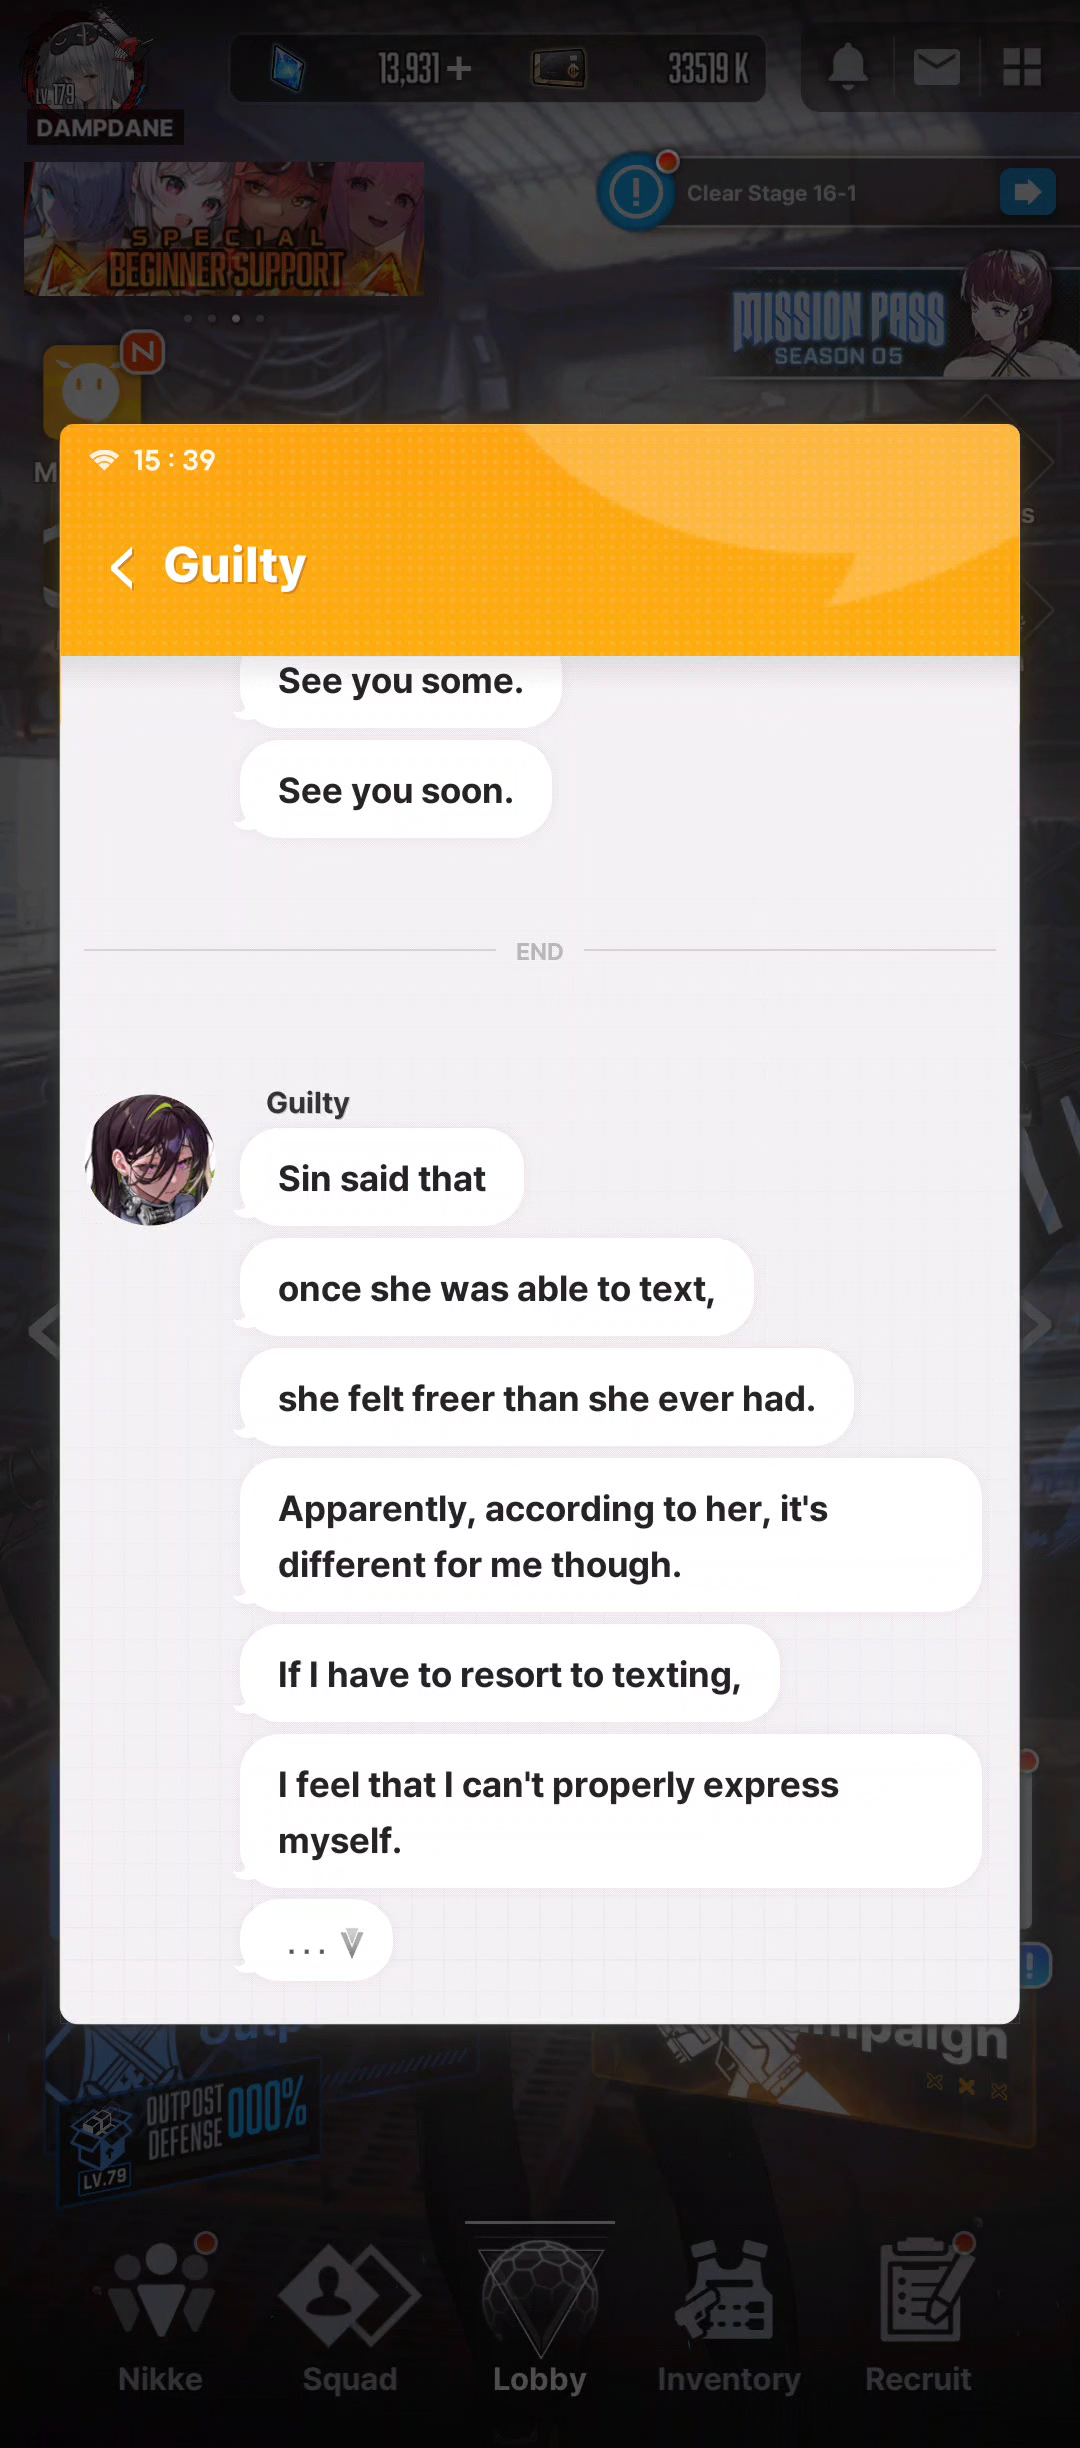 LV.179
DAMPDANE
13,931
33519 K
SPECIAL
BEGINNER SUPPORT
Clear Stage 16-1
MISSION PASS
SEASON 05
N
M
s
15 : 39
Guilty
See you some.
See you soon.
END
Guilty
Sin said that
once she was able to text,
she felt freer than she ever had.
Apparently, according to her, it's
different for me though.
If I have to resort to texting,
I feel that I can't properly express
myself.
...
Outp
mpaign
OUTPOST
DEFENSE
000%
LV.79
Nikke
Squad
Lobby
Inventory
Recruit